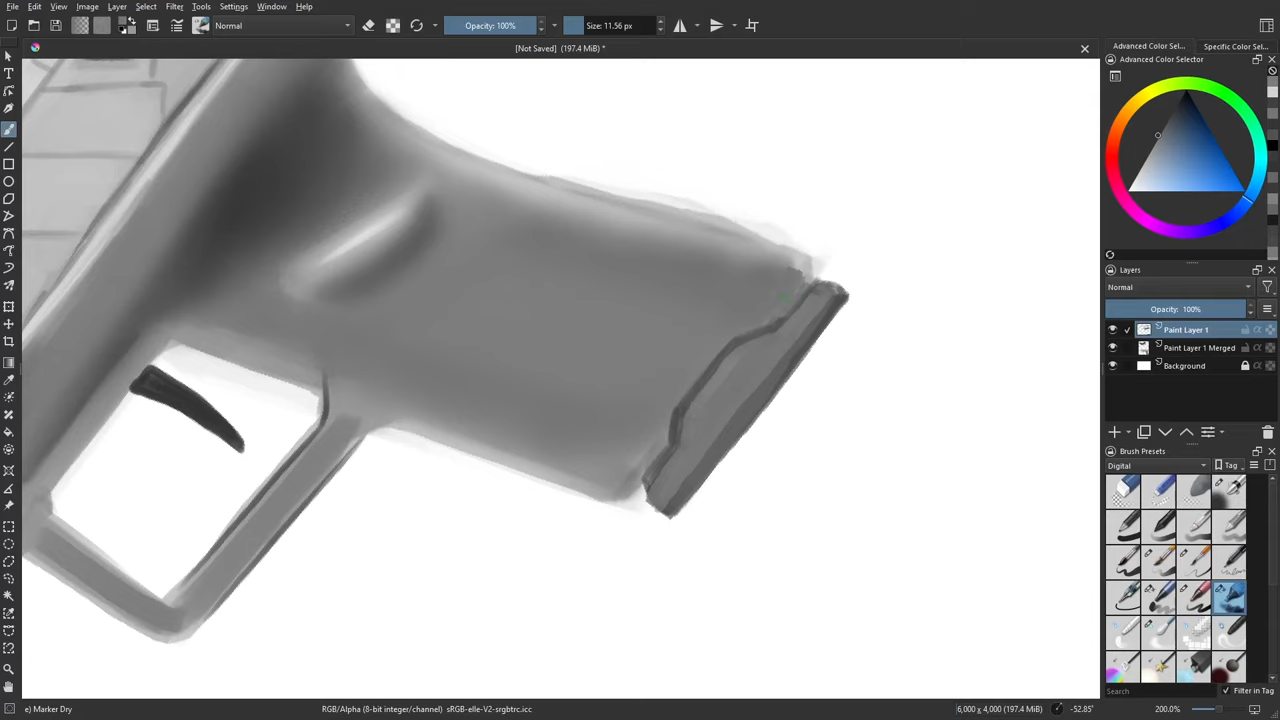 File Edit View Image Layer Select Filter Tools Settings Window Help
Normal Opacity: 100% Size: 11.56 px
[Not Saved] (197.4 MiB) *
Advanced Color Sel... Specific Color Sel...
Advanced Color Selector
Layers
Normal
Opacity: 100%
Paint Layer 1
Paint Layer 1 Merged
Background
Brush Presets
Digital Tag
Search Filter in Tag
e) Marker Dry RGB/Alpha (8-bit integer/channel) sRGB-elle-V2-srgbtrc.icc 6,000 x 4,000 (197.4 MiB) -52.85° 200.0%